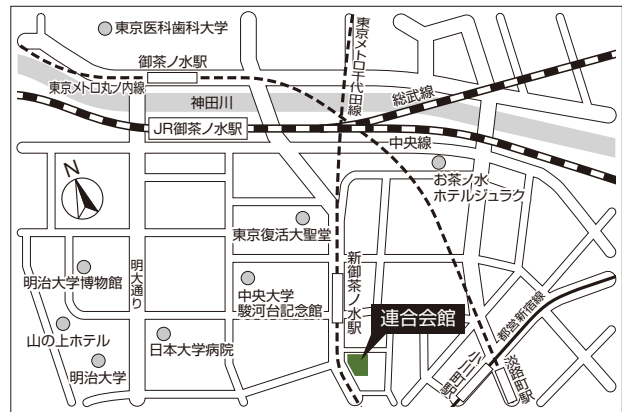 東京医科歯科大学
御茶ノ水駅
東京メトロ丸ノ内線
東京メトロ千代田線
総武線
神田川
JR御茶ノ水駅
中央線
お茶ノ水
ホテルジュラク
N
東京復活大聖堂
新御茶ノ水駅
明治大学博物館
明大通り
中央大学
駿河台記念館
連合会館
都営新宿線
山の上ホテル
日本大学病院
明治大学
小川町駅
淡路町駅